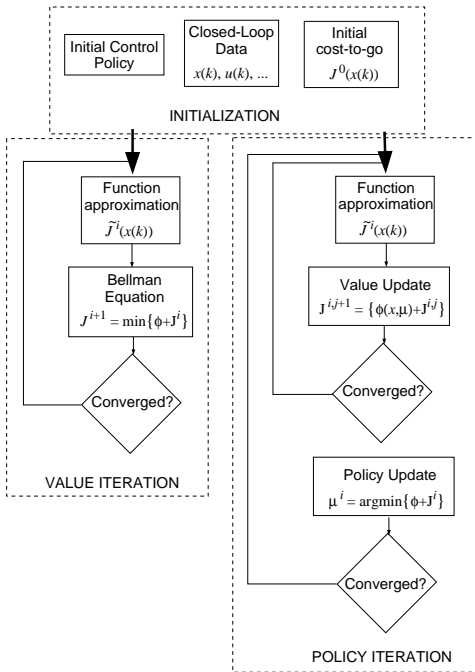 Initial Control
Policy
Closed-Loop
Data
x(k), u(k), ...
Initial
cost-to-go
J⁰(x(k))
INITIALIZATION
Function
approximation
J̃ⁱ(x(k))
Bellman
Equation
Jⁱ⁺¹ = min{ϕ+Jⁱ}
Converged?
VALUE ITERATION
Function
approximation
J̃ⁱ(x(k))
Value Update
Jⁱ,ʲ⁺¹ = {ϕ(x,μ)+Jⁱ,ʲ}
Converged?
Policy Update
μⁱ = argmin{ϕ+Jⁱ}
Converged?
POLICY ITERATION